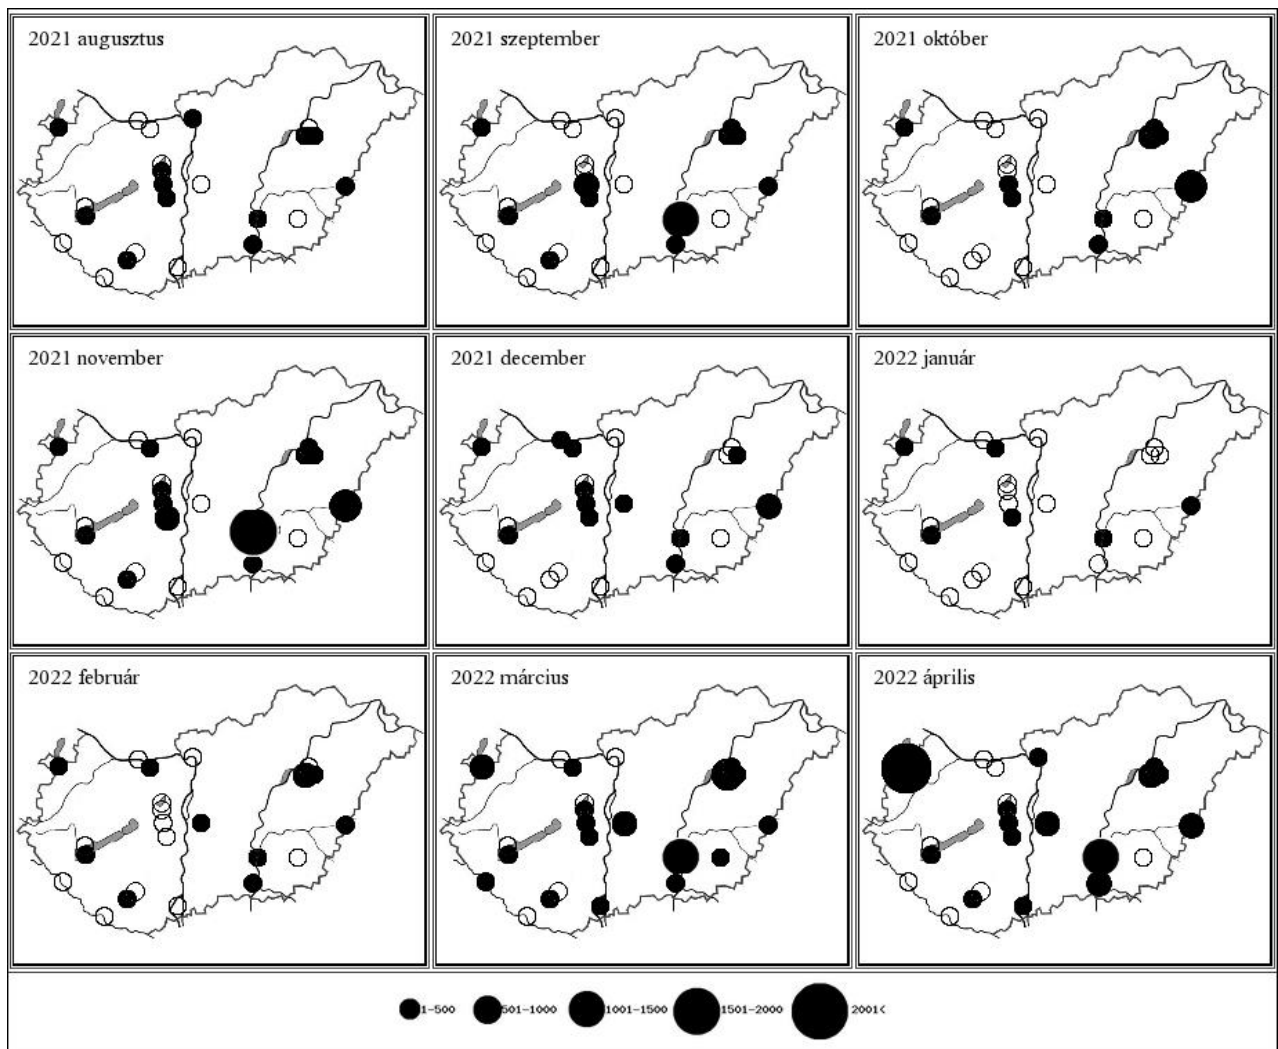 2021 augusztus
2021 szeptember
2021 október
2021 november
2021 december
2022 január
2022 február
2022 március
2022 április
1-500 501-1000 1001-1500 1501-2000 2001<